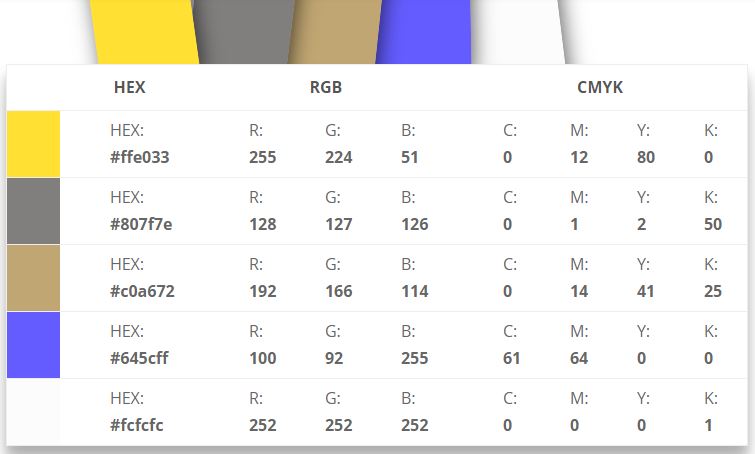 HEX RGB CMYK
HEX: R: G: B: C: M: Y: K:
#ffe033 255 224 51 0 12 80 0
HEX: R: G: B: C: M: Y: K:
#807f7e 128 127 126 0 1 2 50
HEX: R: G: B: C: M: Y: K:
#c0a672 192 166 114 0 14 41 25
HEX: R: G: B: C: M: Y: K:
#645cff 100 92 255 61 64 0 0
HEX: R: G: B: C: M: Y: K:
#fcfcfc 252 252 252 0 0 0 1